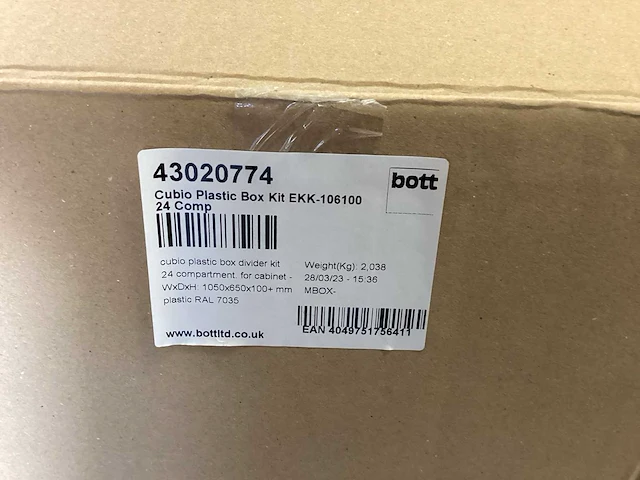 43020774
bott
Cubio Plastic Box Kit EKK-106100
24 Comp
cubio plastic box divider kit
24 compartment. for cabinet -
WxDxH: 1050x650x100+ mm
plastic RAL 7035
Weight(Kg): 2,038
28/03/23 - 15:36
MBOX-
www.bottltd.co.uk
EAN 4049751756411